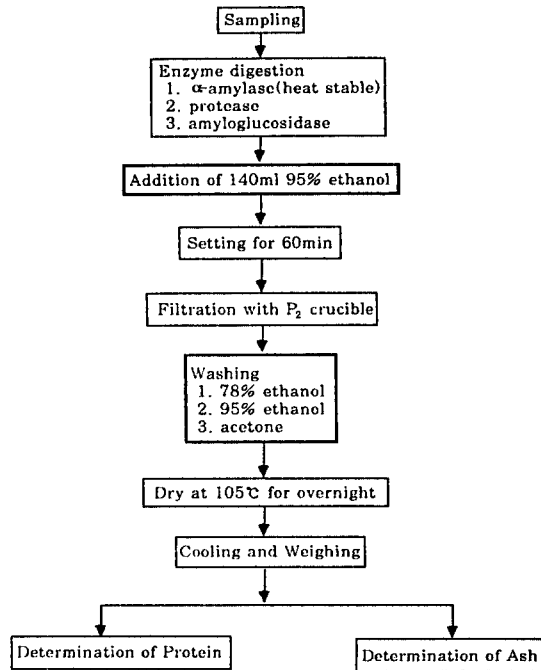 Sampling
Enzyme digestion
1. α-amylase(heat stable)
2. protease
3. amyloglucosidase
Addition of 140ml 95% ethanol
Setting for 60min
Filtration with P₂ crucible
Washing
1. 78% ethanol
2. 95% ethanol
3. acetone
Dry at 105℃ for overnight
Cooling and Weighing
Determination of Protein
Determination of Ash